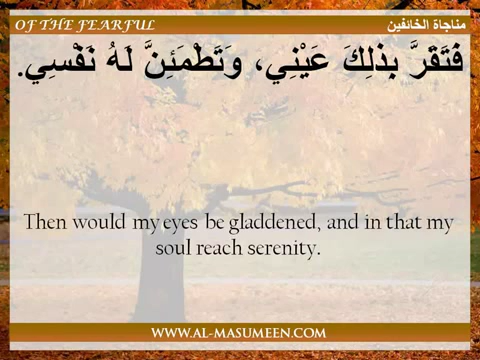 OF THE FEARFUL
مناجاة الخائفين
فَتَقَرَّ بِذلِكَ عَيْنِي، وَتَطْمَئِنَّ لَهُ نَفْسِي.
Then would my eyes be gladdened, and in that my
soul reach serenity.
WWW.AL-MASUMEEN.COM